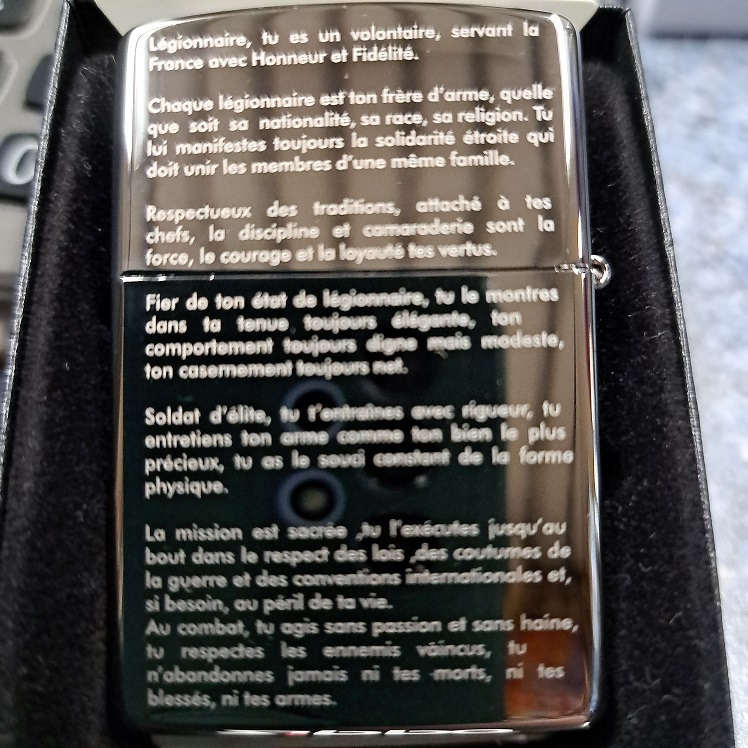 Légionnaire, tu es un volontaire, servant la
France avec Honneur et Fidélité.
Chaque légionnaire est ton frère d'arme, quelle
que soit sa nationalité, sa race, sa religion. Tu
lui manifestes toujours la solidarité étroite qui
doit unir les membres d'une même famille.
Respectueux des traditions, attaché à tes
chefs, la discipline et camaraderie sont la
force, le courage et la loyauté tes vertus.
Fier de ton état de légionnaire, tu le montres
dans ta tenue toujours élégante, ton
comportement toujours digne mais modeste,
ton casernement toujours net.
Soldat d'élite, tu t'entraînes avec rigueur, tu
entretiens ton arme comme ton bien le plus
précieux, tu as le souci constant de la forme
physique.
La mission est sacrée ,tu l'exécutes jusqu'au
bout dans le respect des lois ,des coutumes de
la guerre et des conventions internationales et,
si besoin, au péril de ta vie.
Au combat, tu agis sans passion et sans haine,
tu respectes les ennemis vaincus, tu
n'abandonnes jamais ni tes morts, ni tes
blessés, ni tes armes.